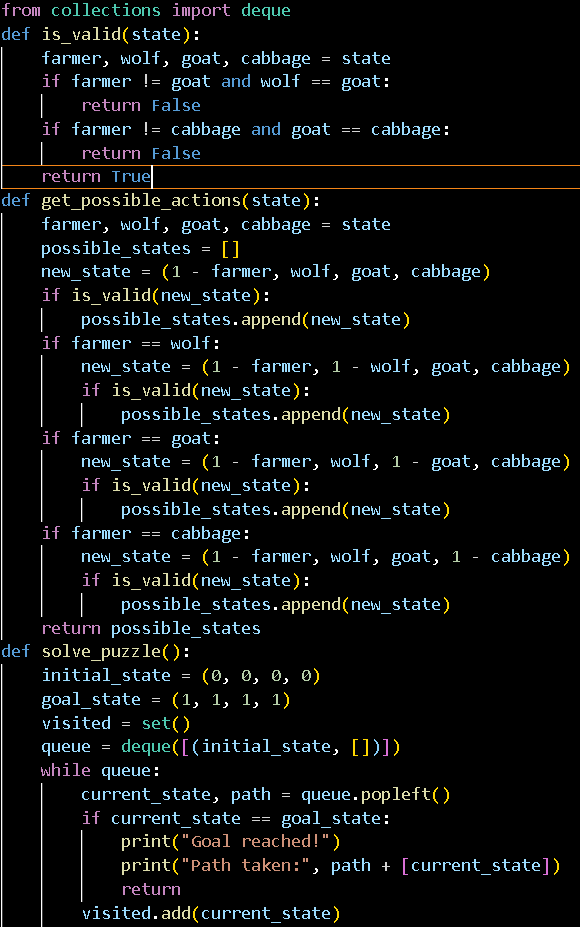 from collections import deque
def is_valid(state):
    farmer, wolf, goat, cabbage = state
    if farmer != goat and wolf == goat:
        return False
    if farmer != cabbage and goat == cabbage:
        return False
    return True
def get_possible_actions(state):
    farmer, wolf, goat, cabbage = state
    possible_states = []
    new_state = (1 - farmer, wolf, goat, cabbage)
    if is_valid(new_state):
        possible_states.append(new_state)
    if farmer == wolf:
        new_state = (1 - farmer, 1 - wolf, goat, cabbage)
        if is_valid(new_state):
            possible_states.append(new_state)
    if farmer == goat:
        new_state = (1 - farmer, wolf, 1 - goat, cabbage)
        if is_valid(new_state):
            possible_states.append(new_state)
    if farmer == cabbage:
        new_state = (1 - farmer, wolf, goat, 1 - cabbage)
        if is_valid(new_state):
            possible_states.append(new_state)
    return possible_states
def solve_puzzle():
    initial_state = (0, 0, 0, 0)
    goal_state = (1, 1, 1, 1)
    visited = set()
    queue = deque([(initial_state, [])])
    while queue:
        current_state, path = queue.popleft()
        if current_state == goal_state:
            print("Goal reached!")
            print("Path taken:", path + [current_state])
            return
        visited.add(current_state)